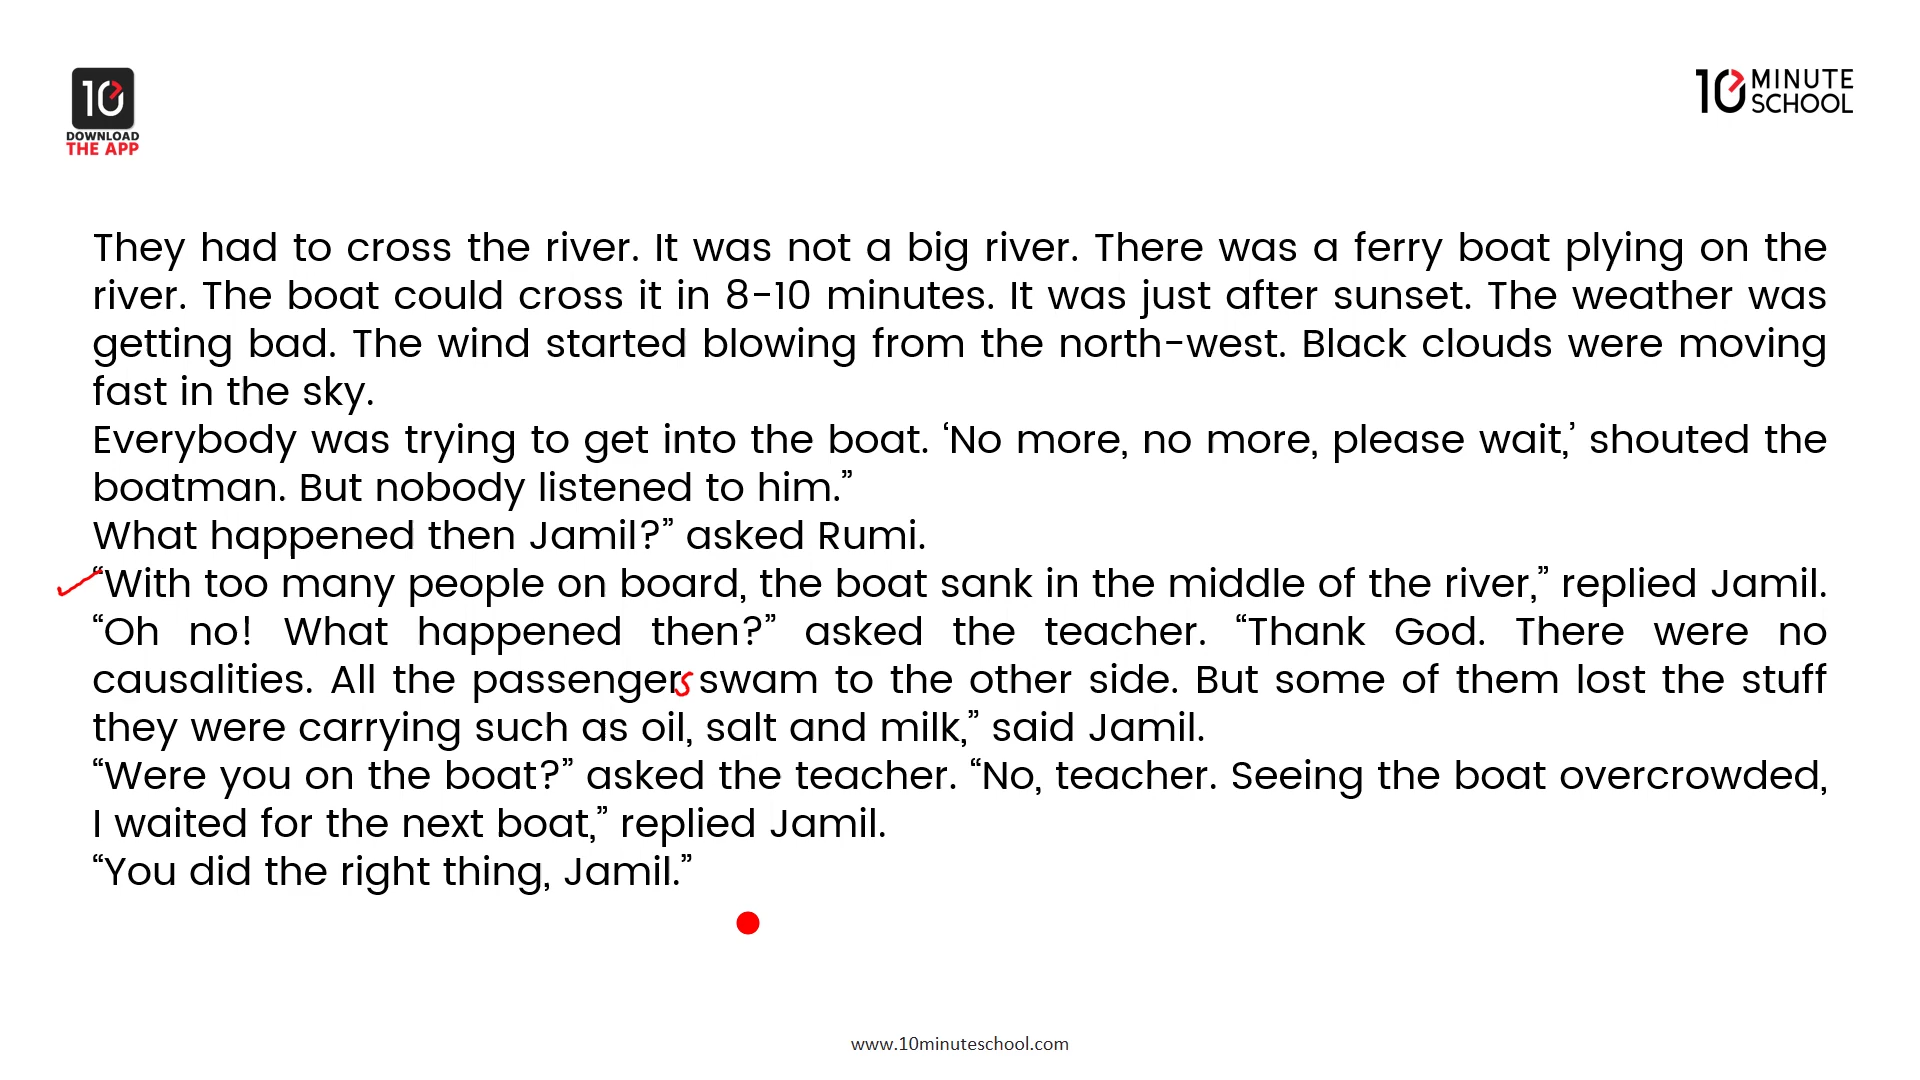 10
DOWNLOAD
THE APP
10 MINUTE
SCHOOL
They had to cross the river. It was not a big river. There was a ferry boat plying on the
river. The boat could cross it in 8-10 minutes. It was just after sunset. The weather was
getting bad. The wind started blowing from the north-west. Black clouds were moving
fast in the sky.
Everybody was trying to get into the boat. ‘No more, no more, please wait,’ shouted the
boatman. But nobody listened to him.”
What happened then Jamil?” asked Rumi.
“With too many people on board, the boat sank in the middle of the river,” replied Jamil.
“Oh no! What happened then?” asked the teacher. “Thank God. There were no
causalities. All the passengers swam to the other side. But some of them lost the stuff
they were carrying such as oil, salt and milk,” said Jamil.
“Were you on the boat?” asked the teacher. “No, teacher. Seeing the boat overcrowded,
I waited for the next boat,” replied Jamil.
“You did the right thing, Jamil.”
www.10minuteschool.com